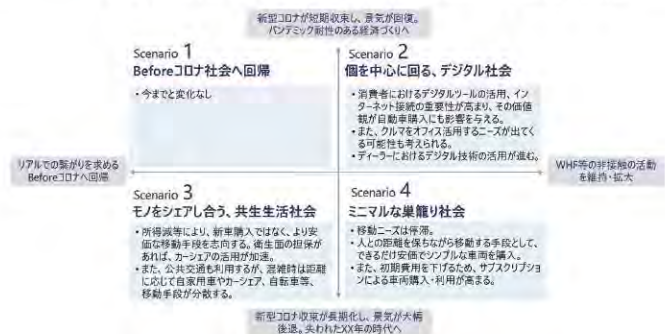 新型コロナが短期収束し、景気が回復。
パンデミック耐性のある経済づくりへ
Scenario 1
Beforeコロナ社会へ回帰
・今までと変化なし
Scenario 2
個を中心に回る、デジタル社会
・消費者におけるデジタルツールの活用、イン
ターネット接続の重要性が高まり、その価値
観が自動車購入にも影響を与える。
・また、クルマをオフィス活用するニーズが出てく
る可能性も考えられる。
・ディーラーにおけるデジタル技術の活用が進む。
リアルでの繋がりを求める
Beforeコロナへ回帰
WHF等の非接触の活動
を維持・拡大
Scenario 3
モノをシェアし合う、共生生活社会
・所得減等により、新車購入ではなく、より安
価な移動手段を志向する。衛生面の担保が
あれば、カーシェアの活用が加速。
・また、公共交通も利用するが、混雑時は距離
に応じて自家用車やカーシェア、自転車等、
移動手段が分散する。
Scenario 4
ミニマルな巣籠り社会
・移動ニーズは停滞。
・人との距離を保ちながら移動する手段として、
できるだけ安価でシンプルな車両を購入。
・また、初期費用を下げるため、サブスクリプショ
ンによる車両購入・利用が高まる。
新型コロナ収束が長期化し、景気が大幅
後退。失われたXX年の時代へ